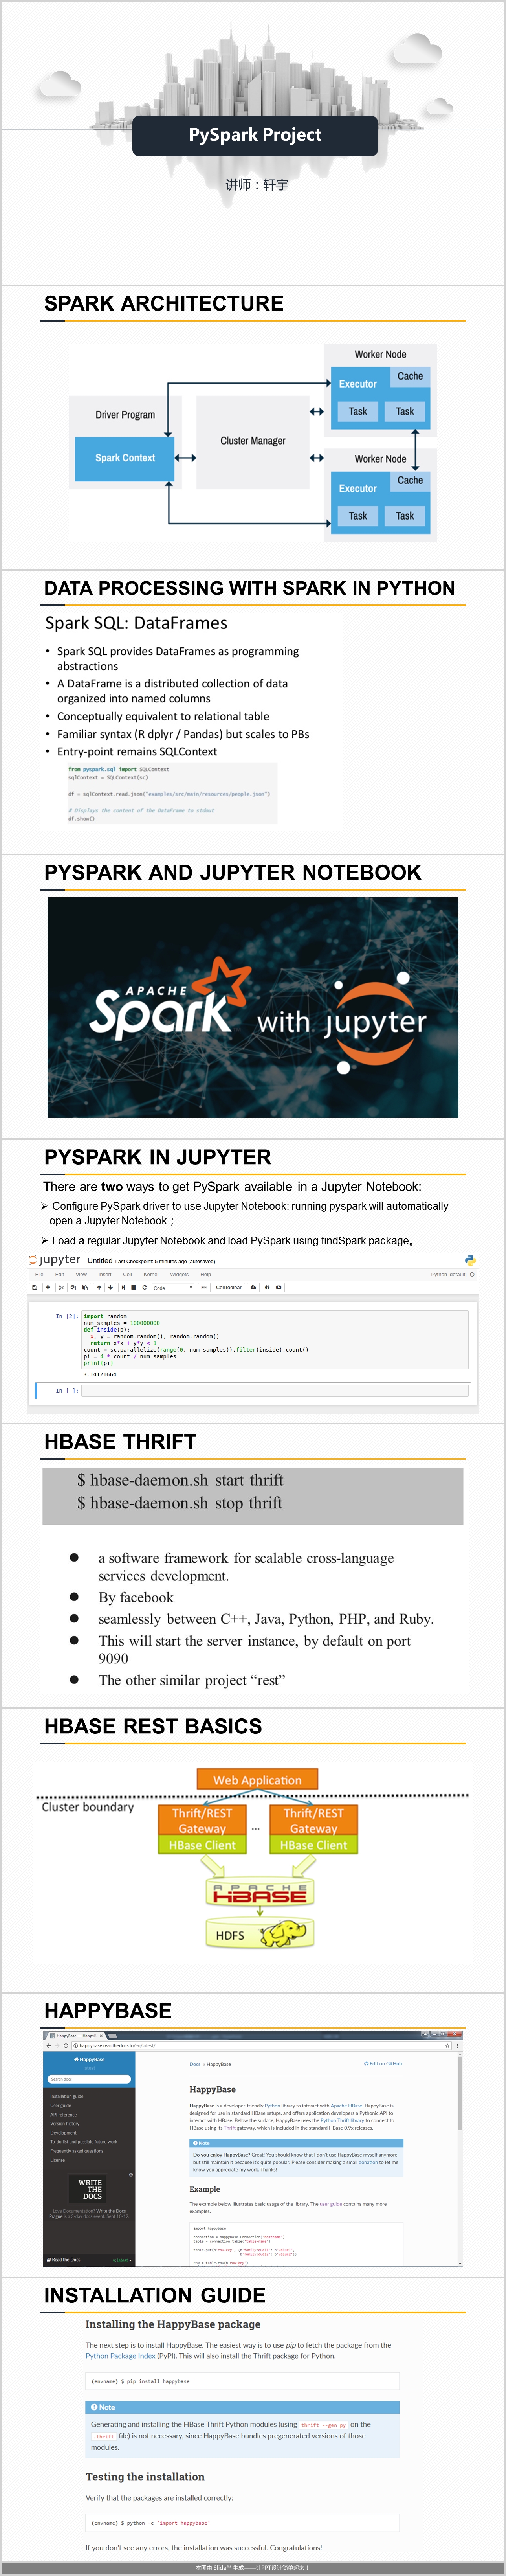 PySpark Project
讲师：轩宇
SPARK ARCHITECTURE
Worker Node
Cache
Executor
Task
Task
Driver Program
Spark Context
Cluster Manager
Worker Node
Cache
Executor
Task
Task
DATA PROCESSING WITH SPARK IN PYTHON
Spark SQL: DataFrames
• Spark SQL provides DataFrames as programming
abstractions
• A DataFrame is a distributed collection of data
organized into named columns
• Conceptually equivalent to relational table
• Familiar syntax (R dplyr / Pandas) but scales to PBs
• Entry-point remains SQLContext
from pyspark.sql import SQLContext
sqlContext = SQLContext(sc)
df = sqlContext.read.json("examples/src/main/resources/people.json")
# Displays the content of the DataFrame to stdout
df.show()
PYSPARK AND JUPYTER NOTEBOOK
APACHE
Spark with jupyter
PYSPARK IN JUPYTER
There are two ways to get PySpark available in a Jupyter Notebook:
➢ Configure PySpark driver to use Jupyter Notebook: running pyspark will automatically
open a Jupyter Notebook；
➢ Load a regular Jupyter Notebook and load PySpark using findSpark package。
jupyter Untitled Last Checkpoint: 5 minutes ago (autosaved)
File Edit View Insert Cell Kernel Widgets Help
Python [default]
Code
CellToolbar
In [2]: import random
num_samples = 100000000
def inside(p):
x, y = random.random(), random.random()
return x*x + y*y < 1
count = sc.parallelize(range(0, num_samples)).filter(inside).count()
pi = 4 * count / num_samples
print(pi)
3.14121664
In [ ]:
HBASE THRIFT
$ hbase-daemon.sh start thrift
$ hbase-daemon.sh stop thrift
● a software framework for scalable cross-language
services development.
● By facebook
● seamlessly between C++, Java, Python, PHP, and Ruby.
● This will start the server instance, by default on port
9090
● The other similar project “rest”
HBASE REST BASICS
Web Application
Cluster boundary
Thrift/REST
Gateway
HBase Client
...
Thrift/REST
Gateway
HBase Client
APACHE
HBASE
HDFS
HAPPYBASE
happybase.readthedocs.io/en/latest/
HappyBase
Search docs
Installation guide
User guide
API reference
Version history
Development
To-do list and possible future work
Frequently asked questions
License
WRITE
THE
DOCS
Read the Docs
Docs » HappyBase
Edit on GitHub
HappyBase
HappyBase is a developer-friendly Python library to interact with Apache HBase. HappyBase is
designed for use in standard HBase setups, and offers application developers a Pythonic API to
interact with HBase. Below the surface, HappyBase uses the Python Thrift library to connect to
HBase using its Thrift gateway, which is included in the standard HBase 0.9x releases.
Note
Do you enjoy HappyBase? Great! You should know that I don't use HappyBase myself anymore,
but still maintain it because it's quite popular. Please consider making a small donation to let me
know you appreciate my work. Thanks!
Example
The example below illustrates basic usage of the library. The user guide contains many more
examples.
import happybase
connection = happybase.Connection('hostname')
table = connection.table('table-name')
INSTALLATION GUIDE
Installing the HappyBase package
The next step is to install HappyBase. The easiest way is to use pip to fetch the package from the
Python Package Index (PyPI). This will also install the Thrift package for Python.
(envname) $ pip install happybase
Note
Generating and installing the HBase Thrift Python modules (using thrift --gen py on the
.thrift file) is not necessary, since HappyBase bundles pregenerated versions of those
modules.
Testing the installation
Verify that the packages are installed correctly:
(envname) $ python -c 'import happybase'
If you don't see any errors, the installation was successful. Congratulations!
本图由iSlide™ 生成——让PPT设计简单起来！